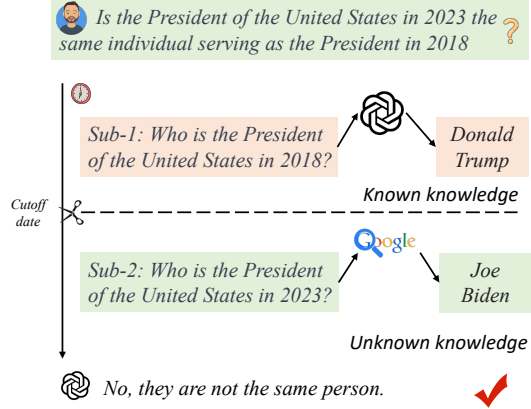 Is the President of the United States in 2023 the
same individual serving as the President in 2018
?
Sub-1: Who is the President
of the United States in 2018?
Donald
Trump
Known knowledge
Cutoff
date
Google
Sub-2: Who is the President
of the United States in 2023?
Joe
Biden
Unknown knowledge
No, they are not the same person.